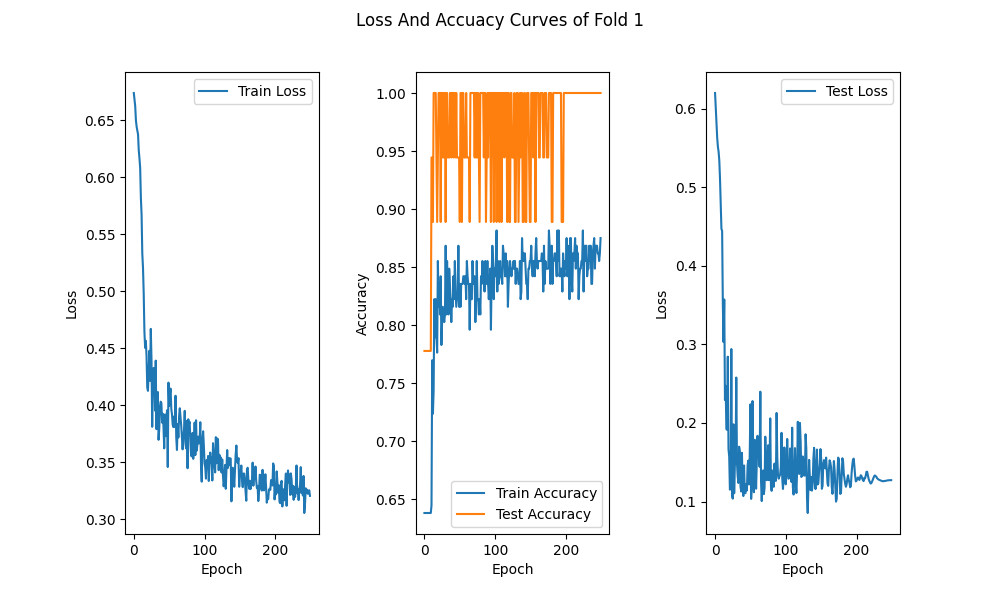 Loss And Accuacy Curves of Fold 1
Train Loss
0.65
0.60
0.55
0.50
0.45
0.40
0.35
0.30
Loss
0 100 200
Epoch
1.00
0.95
0.90
0.85
0.80
0.75
0.70
0.65
Accuracy
Train Accuracy
Test Accuracy
0 100 200
Epoch
Test Loss
0.6
0.5
0.4
0.3
0.2
0.1
Loss
0 100 200
Epoch